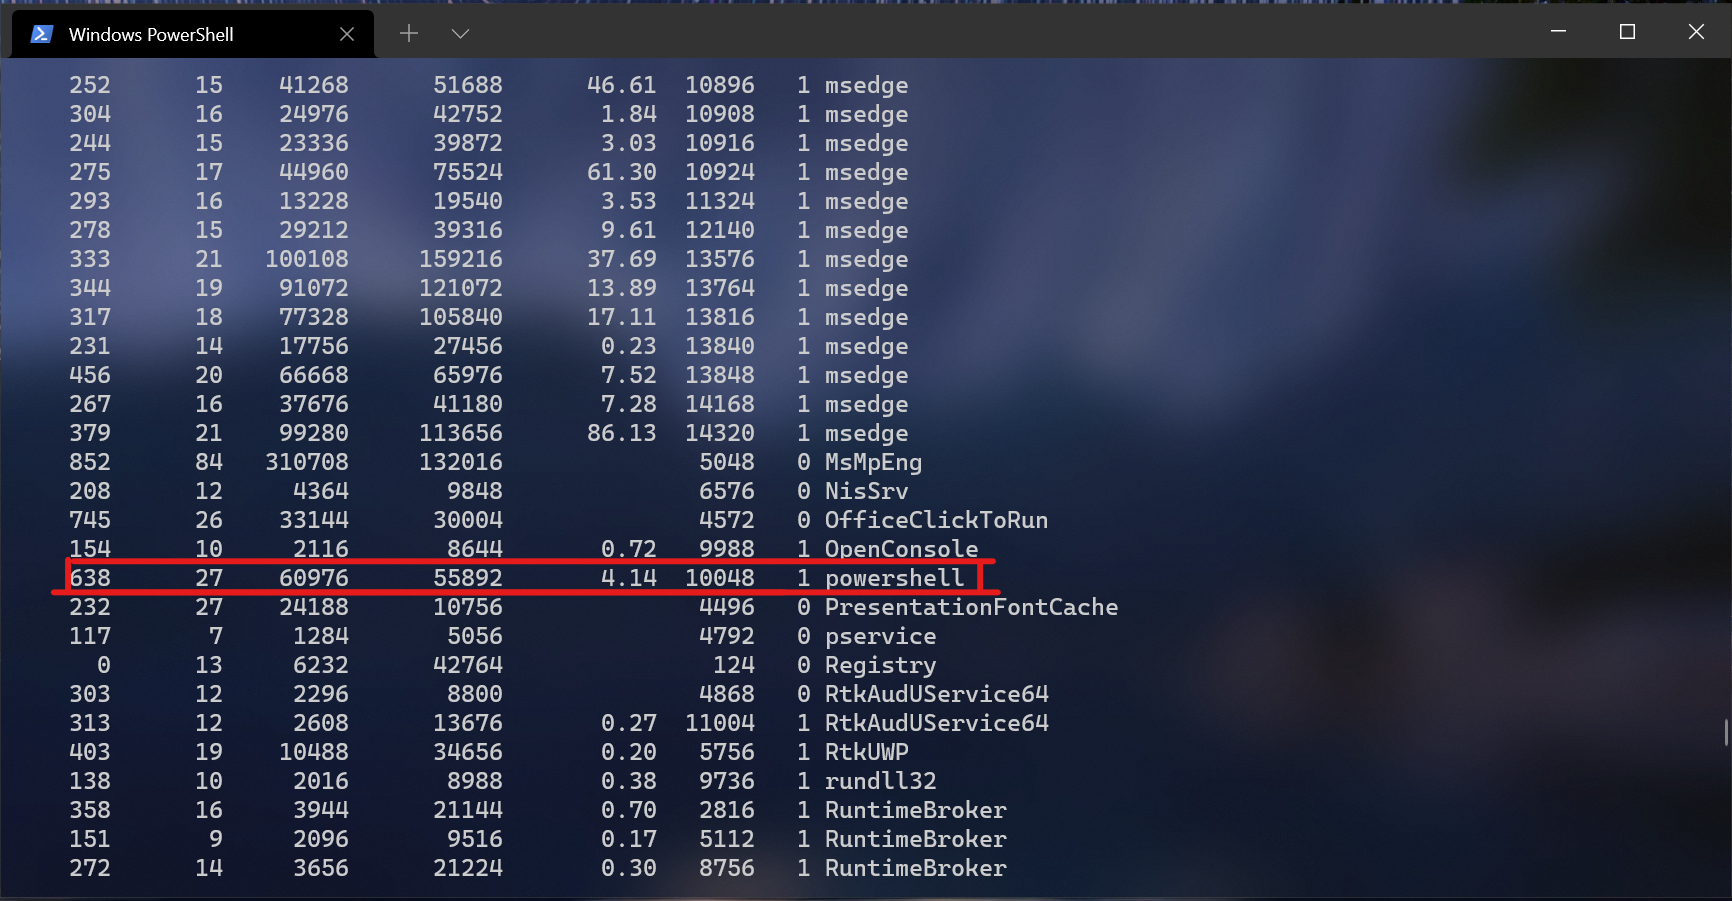 Windows PowerShell
252 15 41268 51688 46.61 10896 1 msedge
304 16 24976 42752 1.84 10908 1 msedge
244 15 23336 39872 3.03 10916 1 msedge
275 17 44960 75524 61.30 10924 1 msedge
293 16 13228 19540 3.53 11324 1 msedge
278 15 29212 39316 9.61 12140 1 msedge
333 21 100108 159216 37.69 13576 1 msedge
344 19 91072 121072 13.89 13764 1 msedge
317 18 77328 105840 17.11 13816 1 msedge
231 14 17756 27456 0.23 13840 1 msedge
456 20 66668 65976 7.52 13848 1 msedge
267 16 37676 41180 7.28 14168 1 msedge
379 21 99280 113656 86.13 14320 1 msedge
852 84 310708 132016 5048 0 MsMpEng
208 12 4364 9848 6576 0 NisSrv
745 26 33144 30004 4572 0 OfficeClickToRun
154 10 2116 8644 0.72 9988 1 OpenConsole
638 27 60976 55892 4.14 10048 1 powershell
232 27 24188 10756 4496 0 PresentationFontCache
117 7 1284 5056 4792 0 pservice
0 13 6232 42764 124 0 Registry
303 12 2296 8800 4868 0 RtkAudUService64
313 12 2608 13676 0.27 11004 1 RtkAudUService64
403 19 10488 34656 0.20 5756 1 RtkUWP
138 10 2016 8988 0.38 9736 1 rundll32
358 16 3944 21144 0.70 2816 1 RuntimeBroker
151 9 2096 9516 0.17 5112 1 RuntimeBroker
272 14 3656 21224 0.30 8756 1 RuntimeBroker